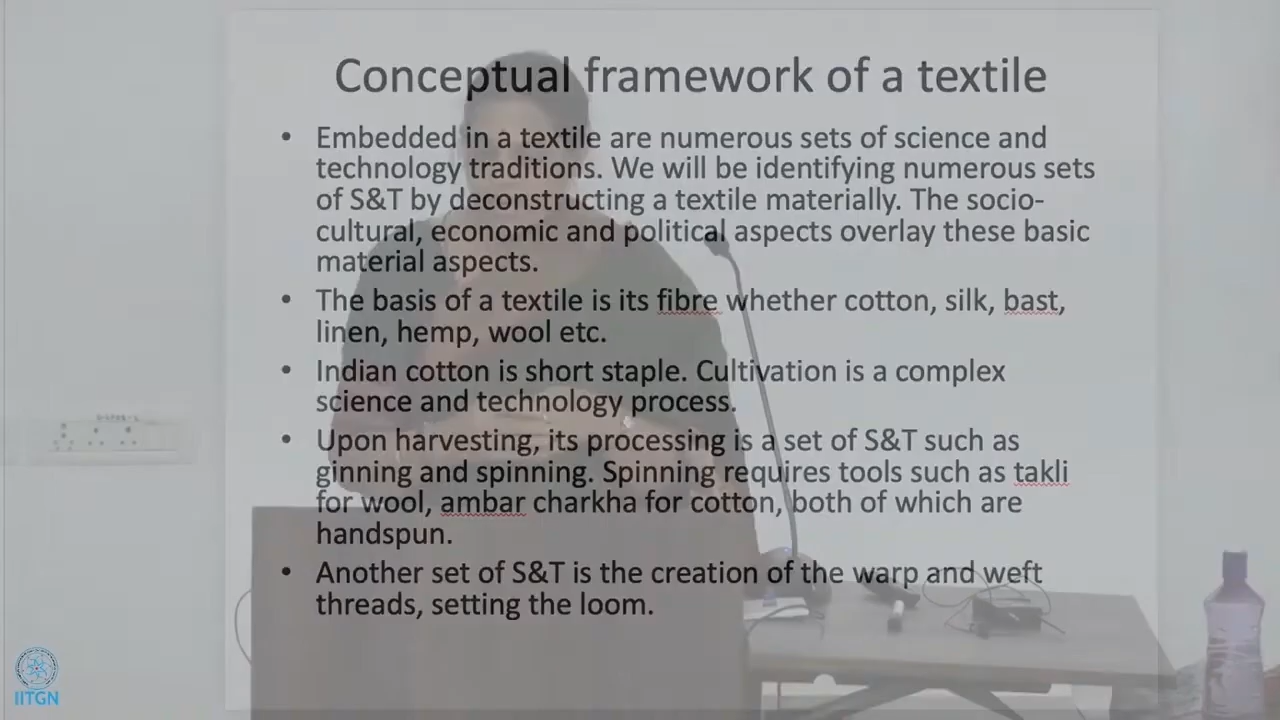 Conceptual framework of a textile
• Embedded in a textile are numerous sets of science and
technology traditions. We will be identifying numerous sets
of S&T by deconstructing a textile materially. The socio-
cultural, economic and political aspects overlay these basic
material aspects.
• The basis of a textile is its fibre whether cotton, silk, bast,
linen, hemp, wool etc.
• Indian cotton is short staple. Cultivation is a complex
science and technology process.
• Upon harvesting, its processing is a set of S&T such as
ginning and spinning. Spinning requires tools such as takli
for wool, ambar charkha for cotton, both of which are
handspun.
• Another set of S&T is the creation of the warp and weft
threads, setting the loom.
IITGN